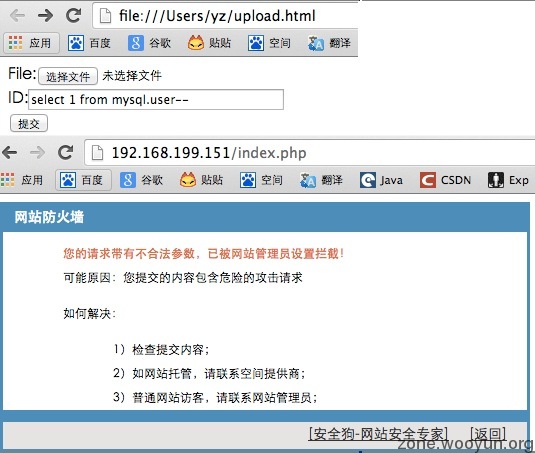 file:///Users/yz/upload.html
应用 百度 谷歌 贴贴 空间 翻译
File: 选择文件 未选择文件
ID: select 1 from mysql.user--
提交
192.168.199.151/index.php
应用 百度 谷歌 贴贴 空间 翻译 Java CSDN Exp
网站防火墙
您的请求带有不合法参数，已被网站管理员设置拦截！
可能原因：您提交的内容包含危险的攻击请求
如何解决：
1）检查提交内容；
2）如网站托管，请联系空间提供商；
3）普通网站访客，请联系网站管理员；
[安全狗-网站安全专家] [返回]
zone.wooyun.org